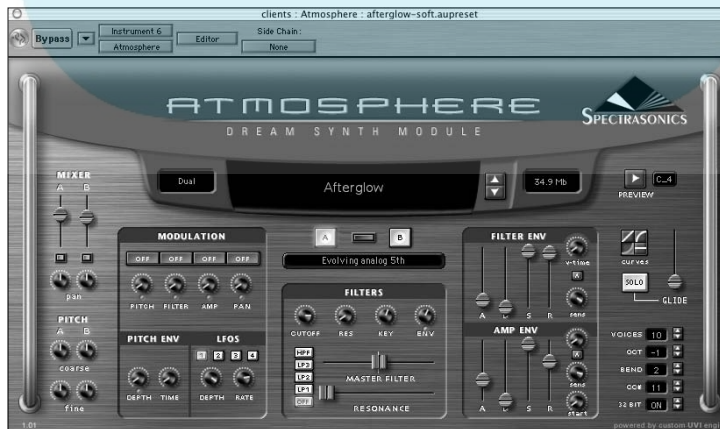 clients : Atmosphere : afterglow-soft.aupreset
Bypass
Instrument 6
Atmosphere
Editor
Side Chain:
None
ATMOSPHERE
DREAM SYNTH MODULE
SPECTRASONICS
Dual
Afterglow
34.9 Mb
PREVIEW
C_4
MIXER
A B
pan
PITCH
A B
coarse
fine
1.01
MODULATION
OFF OFF OFF OFF
PITCH FILTER AMP PAN
PITCH ENV
DEPTH TIME
LFOS
1 2 3 4
DEPTH RATE
A B
Evolving analog 5th
FILTERS
CUTOFF RES KEY ENV
HPF
LP3
LP2
LP1
OFF
MASTER FILTER
RESONANCE
FILTER ENV
A D S R
v-time
A
sens
AMP ENV
A D S R
A
sens
start
curves
SOLO
GLIDE
VOICES 10
OCT -1
BEND 2
CC# 11
32 BIT ON
powered by custom UVI engi